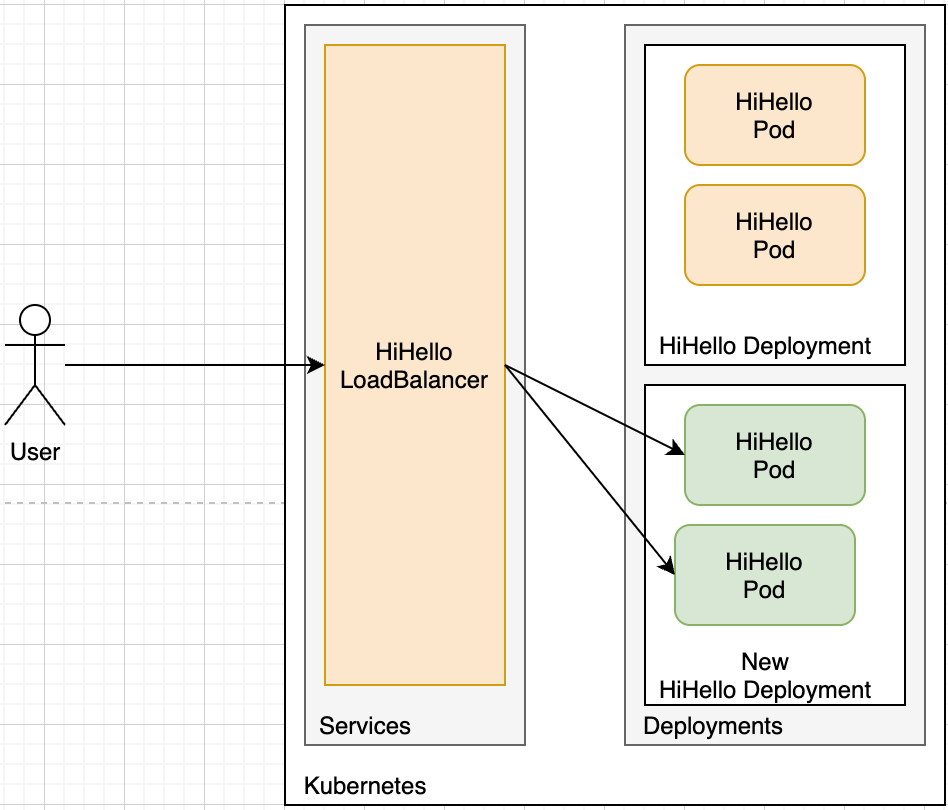 User
HiHello
LoadBalancer
Services
HiHello
Pod
HiHello
Pod
HiHello Deployment
HiHello
Pod
HiHello
Pod
New
HiHello Deployment
Deployments
Kubernetes